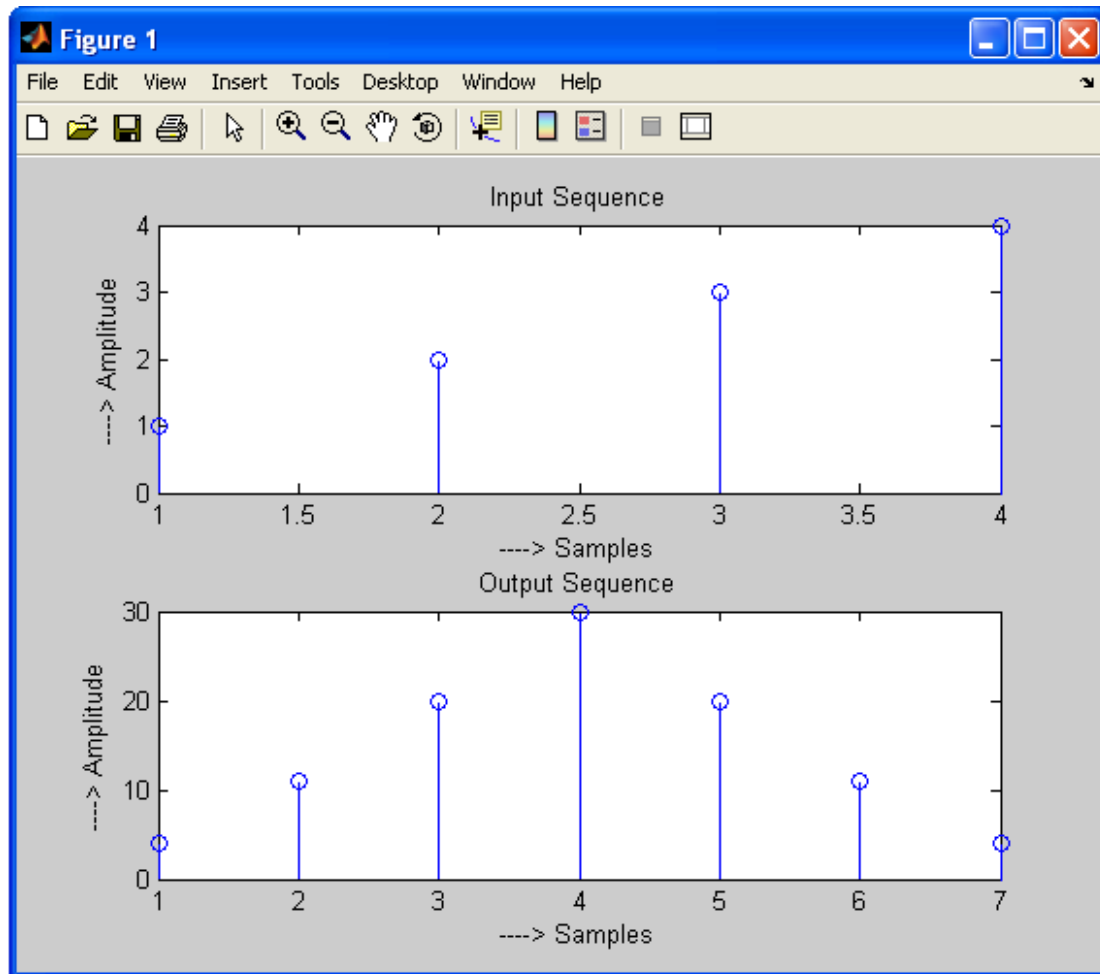 Figure 1
File Edit View Insert Tools Desktop Window Help
Input Sequence
4
3
2
1
0
----> Amplitude
1 1.5 2 2.5 3 3.5 4
----> Samples
Output Sequence
30
20
10
0
----> Amplitude
1 2 3 4 5 6 7
----> Samples